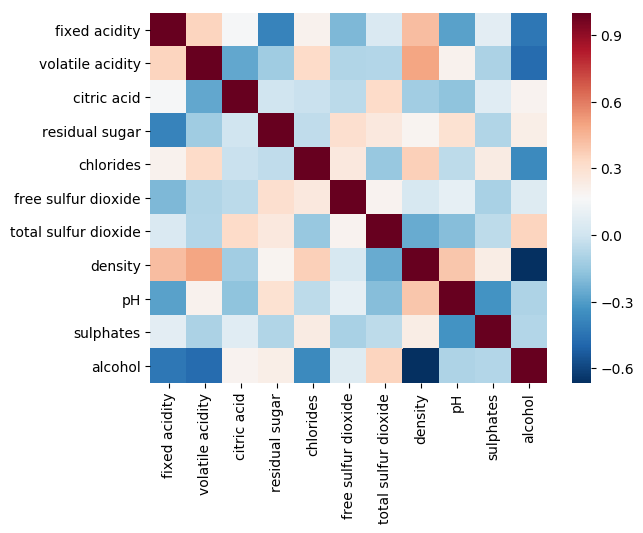 fixed acidity
volatile acidity
citric acid
residual sugar
chlorides
free sulfur dioxide
total sulfur dioxide
density
pH
sulphates
alcohol
fixed acidity
volatile acidity
citric acid
residual sugar
chlorides
free sulfur dioxide
total sulfur dioxide
density
pH
sulphates
alcohol
0.9
0.6
0.3
0.0
−0.3
−0.6